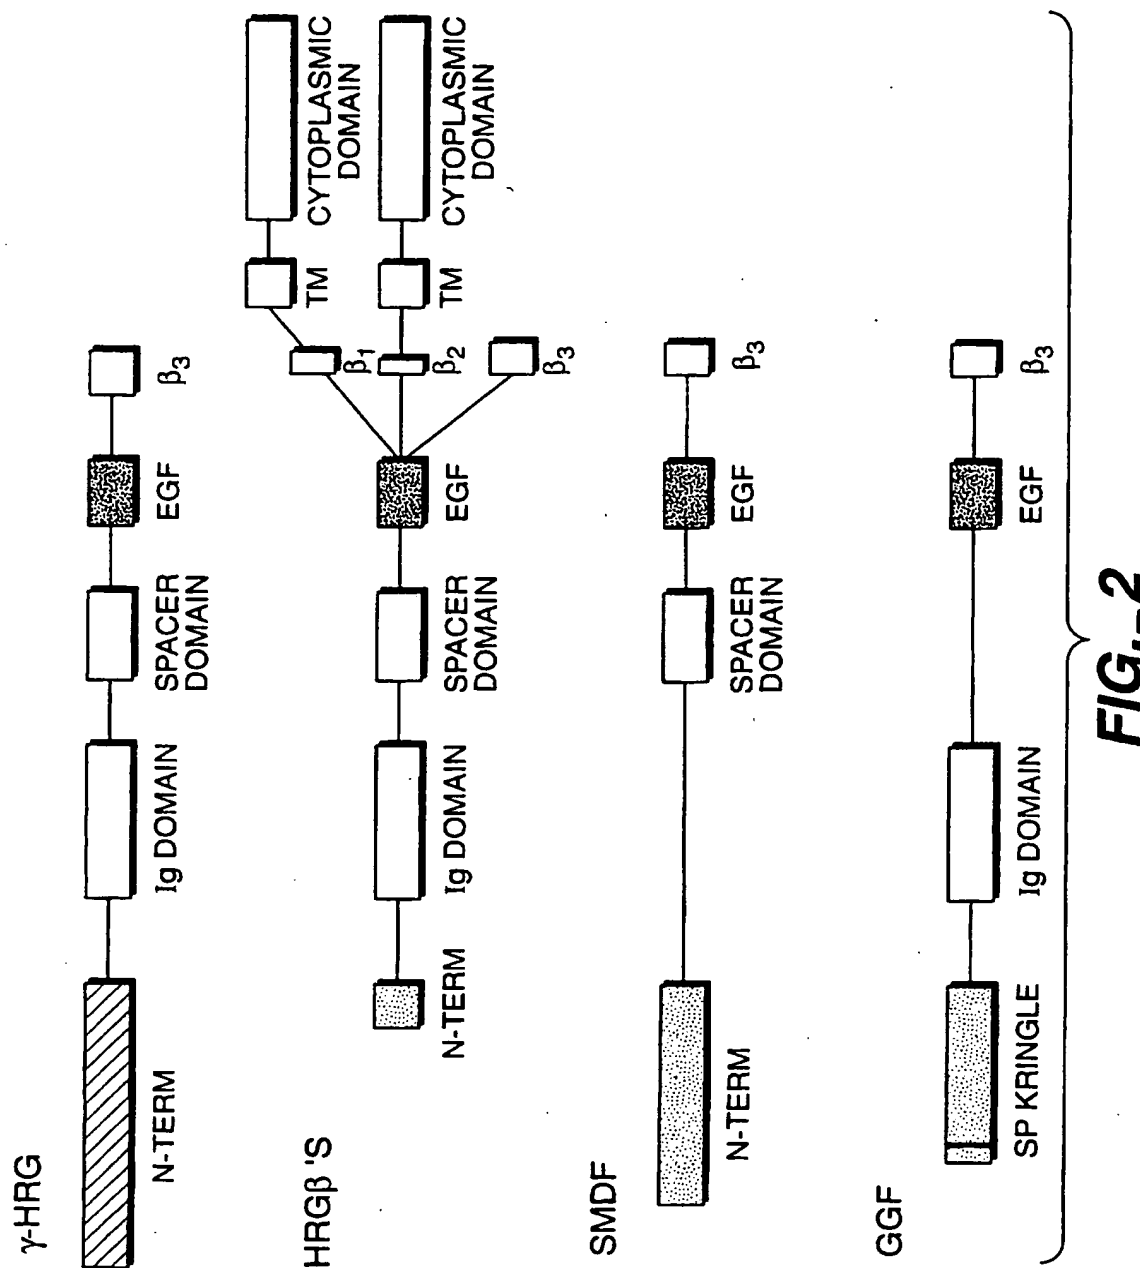 γ-HRG
N-TERM
Ig DOMAIN
SPACER
DOMAIN
EGF
β3
HRGβ 'S
N-TERM
Ig DOMAIN
SPACER
DOMAIN
EGF
β1
TM
CYTOPLASMIC
DOMAIN
β2
TM
CYTOPLASMIC
DOMAIN
β3
SMDF
N-TERM
SPACER
DOMAIN
EGF
β3
GGF
SP KRINGLE
Ig DOMAIN
EGF
β3
FIG._2